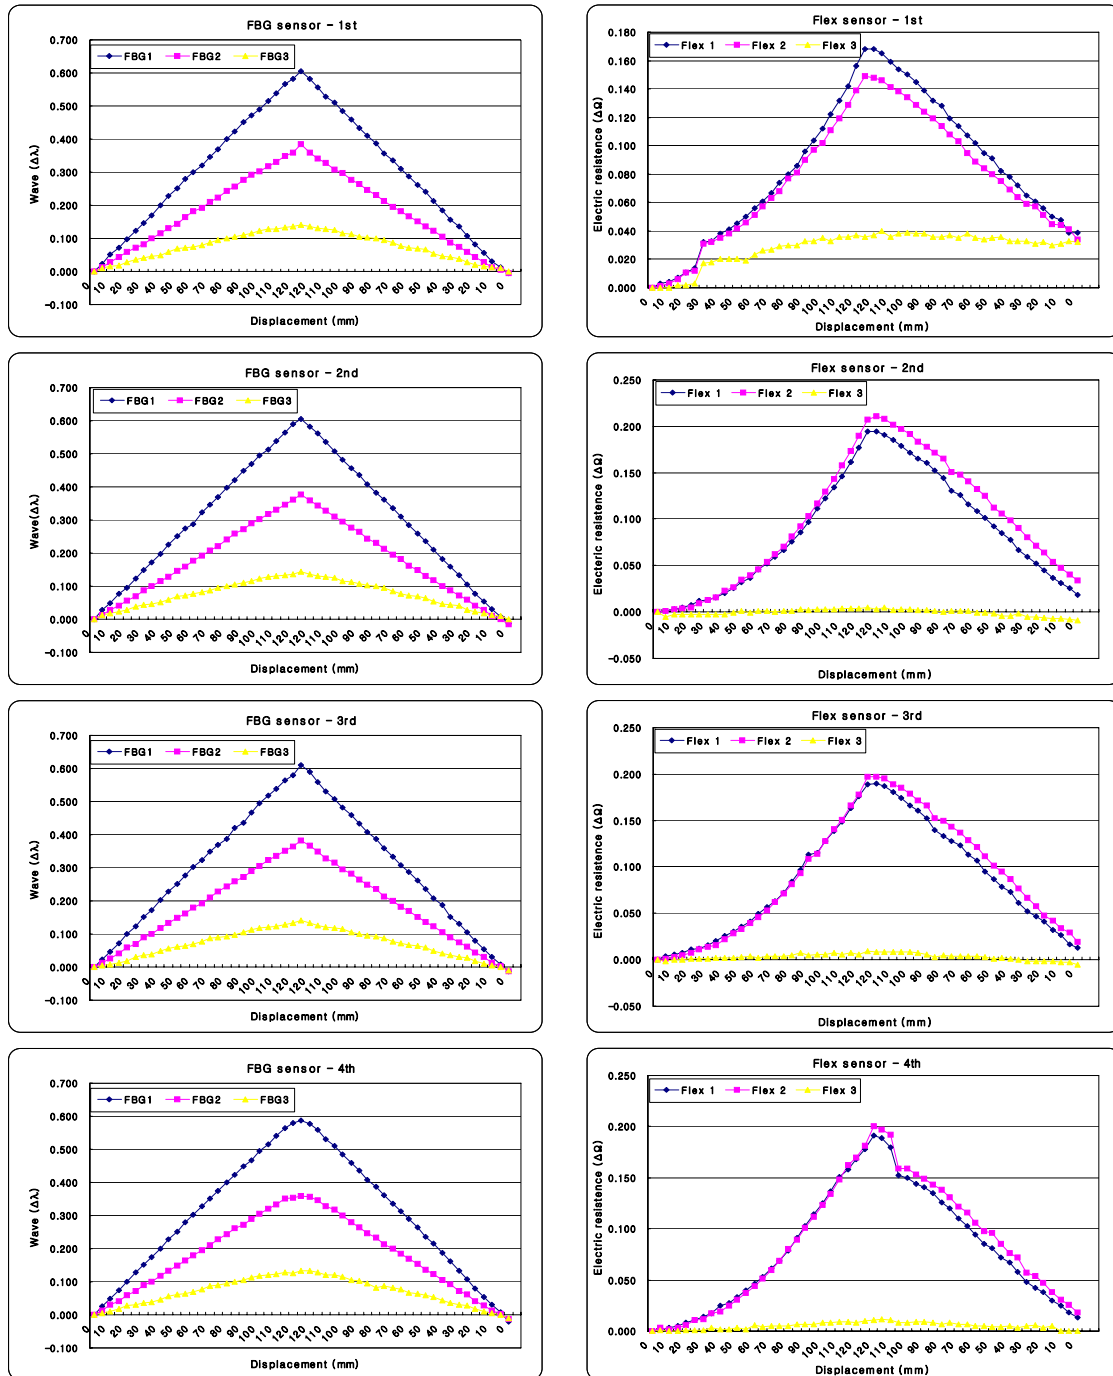 FBG sensor - 1st
FBG1 FBG2 FBG3
Wave (Δλ)
0.700
0.600
0.500
0.400
0.300
0.200
0.100
0.000
-0.100
0 10 20 30 40 50 60 70 80 90 100 110 120 120 110 100 90 80 70 60 50 40 30 20 10 0
Displacement (mm)
Flex sensor - 1st
Flex 1 Flex 2 Flex 3
Electric resistence (ΔΩ)
0.180
0.160
0.140
0.120
0.100
0.080
0.060
0.040
0.020
0.000
0 10 20 30 40 50 60 70 80 90 100 110 120 120 110 100 90 80 70 60 50 40 30 20 10 0
Displacement (mm)
FBG sensor - 2nd
FBG1 FBG2 FBG3
Wave(Δλ)
0.700
0.600
0.500
0.400
0.300
0.200
0.100
0.000
-0.100
0 10 20 30 40 50 60 70 80 90 100 110 120 120 110 100 90 80 70 60 50 40 30 20 10 0
Displacement (mm)
Flex sensor - 2nd
Flex 1 Flex 2 Flex 3
Electeric resistence (ΔΩ)
0.250
0.200
0.150
0.100
0.050
0.000
-0.050
0 10 20 30 40 50 60 70 80 90 100 110 120 120 110 100 90 80 70 60 50 40 30 20 10 0
Displacement (mm)
FBG sensor - 3rd
FBG1 FBG2 FBG3
Wave (Δλ)
0.700
0.600
0.500
0.400
0.300
0.200
0.100
0.000
-0.100
0 10 20 30 40 50 60 70 80 90 100 110 120 120 110 100 90 80 70 60 50 40 30 20 10 0
Displacement (mm)
Flex sensor - 3rd
Flex 1 Flex 2 Flex 3
Electric resistence (ΔΩ)
0.250
0.200
0.150
0.100
0.050
0.000
-0.050
0 10 20 30 40 50 60 70 80 90 100 110 120 120 110 100 90 80 70 60 50 40 30 20 10 0
Displacement (mm)
FBG sensor - 4th
FBG1 FBG2 FBG3
Wave (Δλ)
0.700
0.600
0.500
0.400
0.300
0.200
0.100
0.000
-0.100
0 10 20 30 40 50 60 70 80 90 100 110 120 120 110 100 90 80 70 60 50 40 30 20 10 0
Displacement (mm)
Flex sensor - 4th
Flex 1 Flex 2 Flex 3
Electric resistence (ΔΩ)
0.250
0.200
0.150
0.100
0.050
0.000
0 10 20 30 40 50 60 70 80 90 100 110 120 120 110 100 90 80 70 60 50 40 30 20 10 0
Displacement (mm)